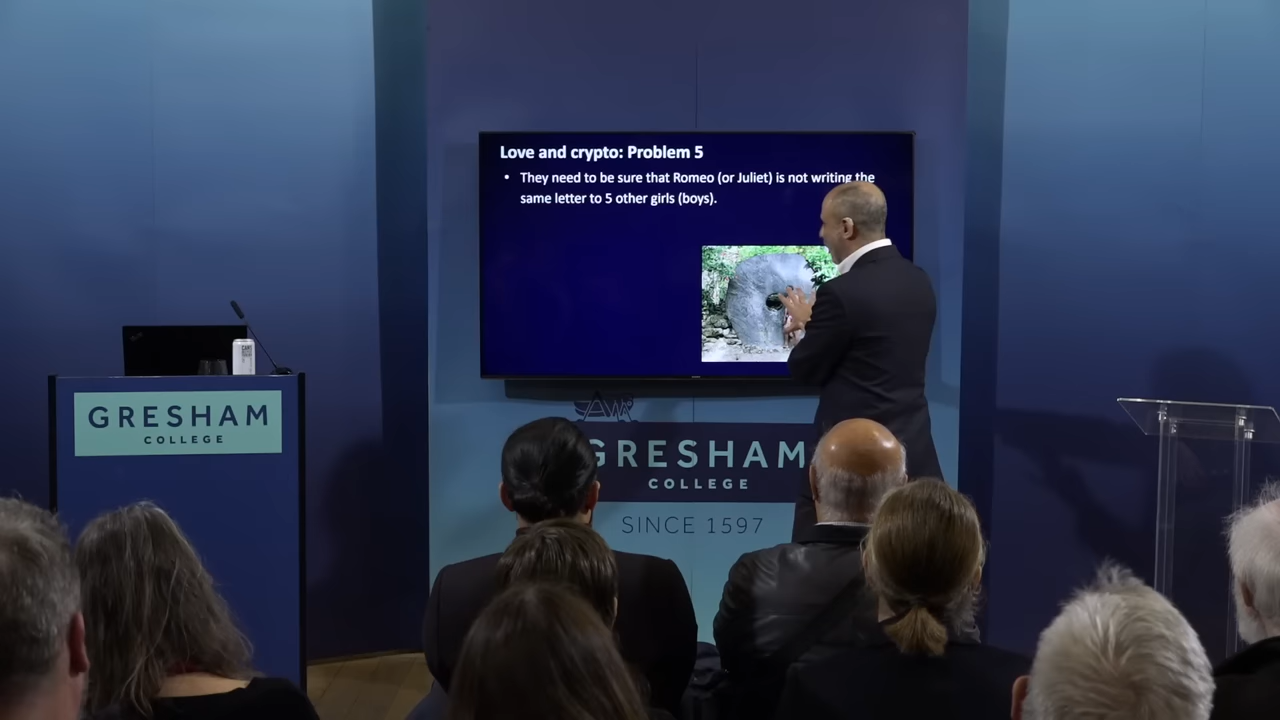 Love and crypto: Problem 5
• They need to be sure that Romeo (or Juliet) is not writing the
same letter to 5 other girls (boys).
GRESHAM
COLLEGE
GRESHAM
COLLEGE
SINCE 1597